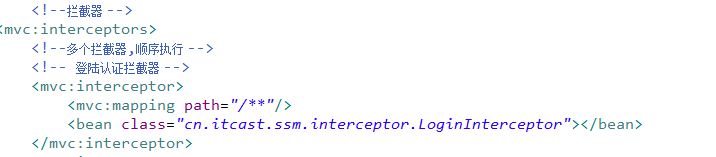 <!--拦截器 -->
<mvc:interceptors>
<!--多个拦截器,顺序执行 -->
<!-- 登陆认证拦截器 -->
<mvc:interceptor>
<mvc:mapping path="/**"/>
<bean class="cn.itcast.ssm.interceptor.LoginInterceptor"></bean>
</mvc:interceptor>